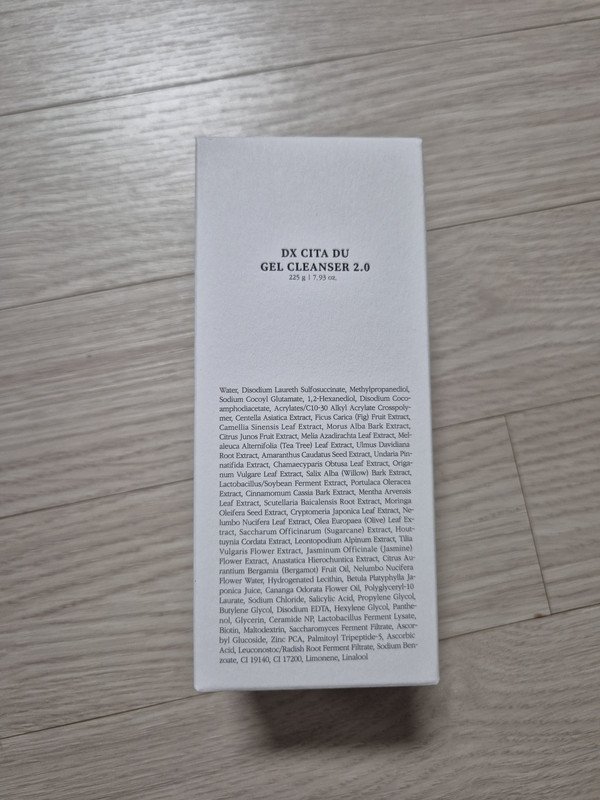 DX CITA DU
GEL CLEANSER 2.0
225 g | 7.93 oz.
Water, Disodium Laureth Sulfosuccinate, Methylpropanediol,
Sodium Cocoyl Glutamate, 1,2-Hexanediol, Disodium Coco-
amphodiacetate, Acrylates/C10-30 Alkyl Acrylate Crosspoly-
mer, Centella Asiatica Extract, Ficus Carica (Fig) Fruit Extract,
Camellia Sinensis Leaf Extract, Morus Alba Bark Extract,
Citrus Junos Fruit Extract, Melia Azadirachta Leaf Extract, Mel-
aleuca Alternifolia (Tea Tree) Leaf Extract, Ulmus Davidiana
Root Extract, Amaranthus Caudatus Seed Extract, Undaria Pin-
natifida Extract, Chamaecyparis Obtusa Leaf Extract, Origa-
num Vulgare Leaf Extract, Salix Alba (Willow) Bark Extract,
Lactobacillus/Soybean Ferment Extract, Portulaca Oleracea
Extract, Cinnamomum Cassia Bark Extract, Mentha Arvensis
Leaf Extract, Scutellaria Baicalensis Root Extract, Moringa
Oleifera Seed Extract, Cryptomeria Japonica Leaf Extract, Ne-
lumbo Nucifera Leaf Extract, Olea Europaea (Olive) Leaf Ex-
tract, Saccharum Officinarum (Sugarcane) Extract, Hout-
tuynia Cordata Extract, Leontopodium Alpinum Extract, Tilia
Vulgaris Flower Extract, Jasminum Officinale (Jasmine)
Flower Extract, Anastatica Hierochuntica Extract, Citrus Au-
rantium Bergamia (Bergamot) Fruit Oil, Nelumbo Nucifera
Flower Water, Hydrogenated Lecithin, Betula Platyphylla Ja-
ponica Juice, Cananga Odorata Flower Oil, Polyglyceryl-10
Laurate, Sodium Chloride, Salicylic Acid, Propylene Glycol,
Butylene Glycol, Disodium EDTA, Hexylene Glycol, Panthe-
nol, Glycerin, Ceramide NP, Lactobacillus Ferment Lysate,
Biotin, Maltodextrin, Saccharomyces Ferment Filtrate, Ascor-
byl Glucoside, Zinc PCA, Palmitoyl Tripeptide-5, Ascorbic
Acid, Leuconostoc/Radish Root Ferment Filtrate, Sodium Ben-
zoate, CI 19140, CI 17200, Limonene, Linalool